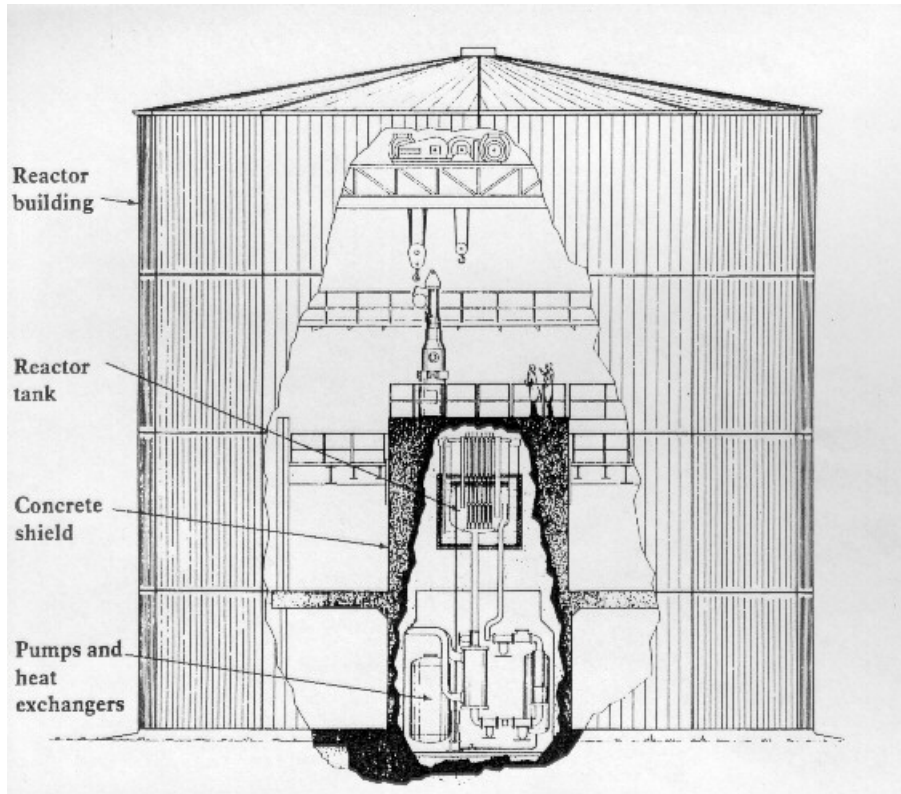 Reactor
building
Reactor
tank
Concrete
shield
Pumps and
heat
exchangers